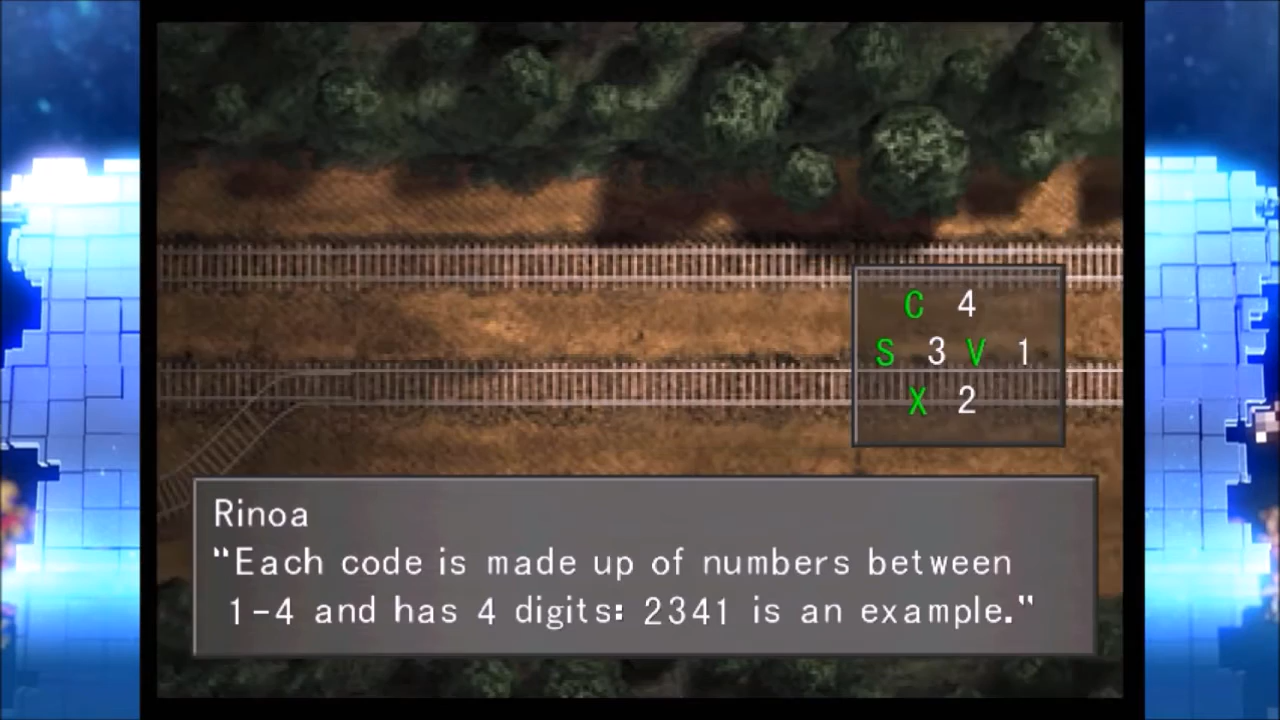 C 4
S 3 V 1
X 2
Rinoa
“Each code is made up of numbers between
1-4 and has 4 digits: 2341 is an example.”